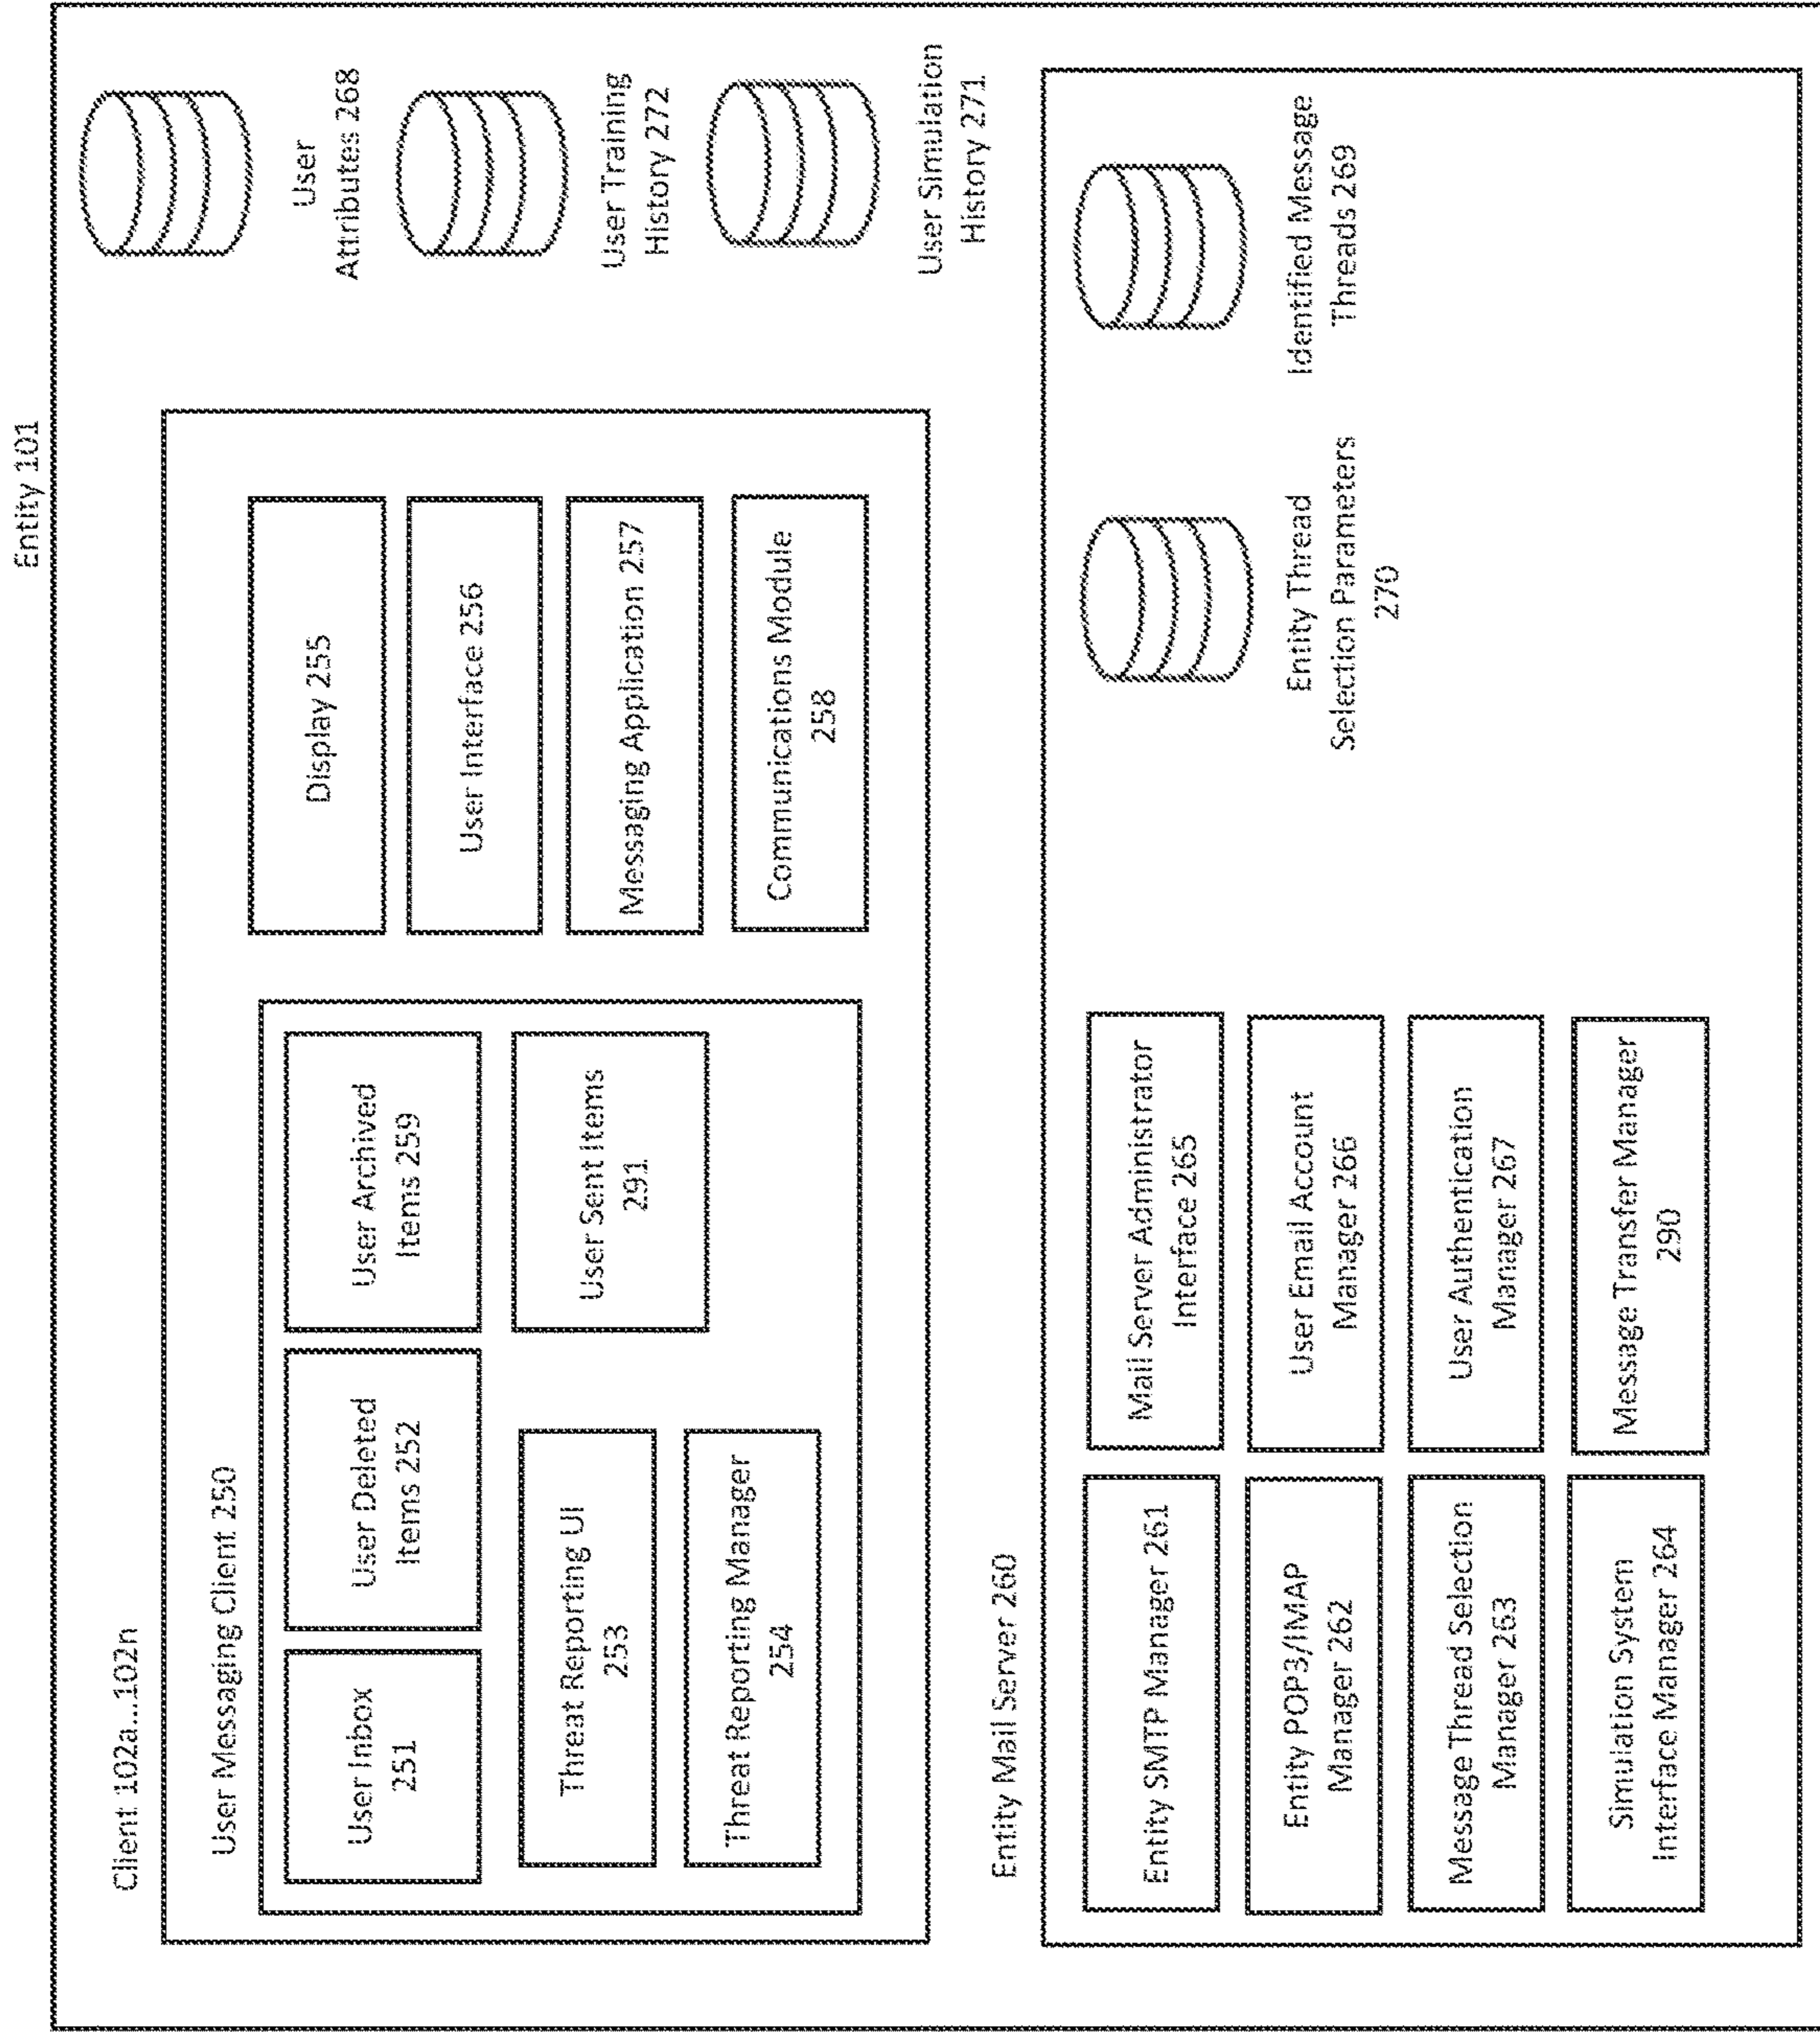 Entity 101
Client 102a...102n
User Messaging Client 250
User Inbox
251
User Deleted
Items 252
User Archived
Items 259
Threat Reporting UI
253
User Sent Items
291
Threat Reporting Manager
254
Display 255
User Interface 256
Messaging Application 257
Communications Module
258
User
Attributes 268
User Training
History 272
User Simulation
History 271
Entity Mail Server 260
Entity SMTP Manager 261
Mail Server Administrator
Interface 265
Entity POP3/IMAP
Manager 262
User Email Account
Manager 266
Message Thread Selection
Manager 263
User Authentication
Manager 267
Simulation System
Interface Manager 264
Message Transfer Manager
290
Entity Thread
Selection Parameters
270
Identified Message
Threads 269